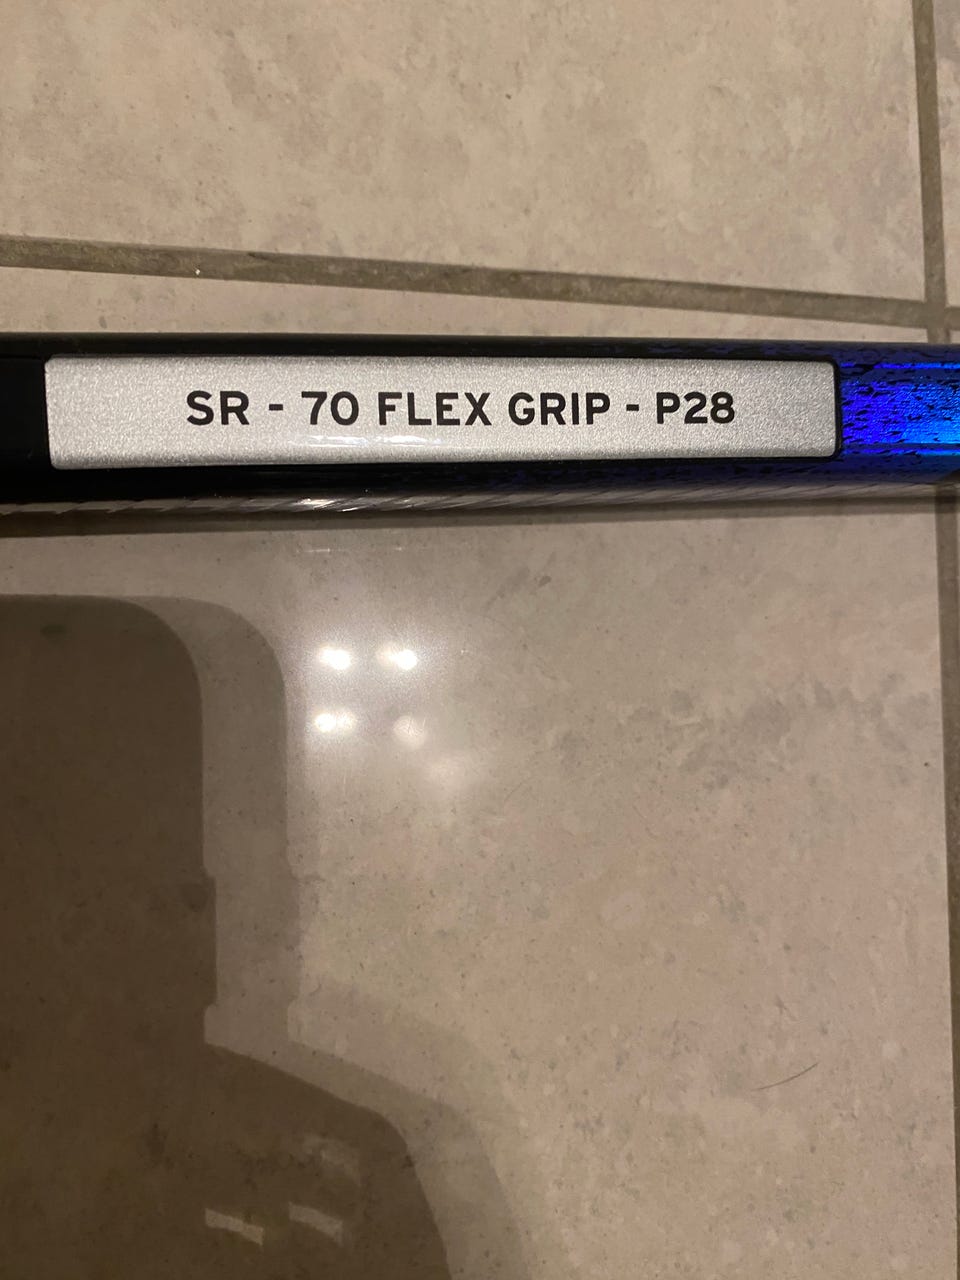 SR - 70 FLEX GRIP - P28